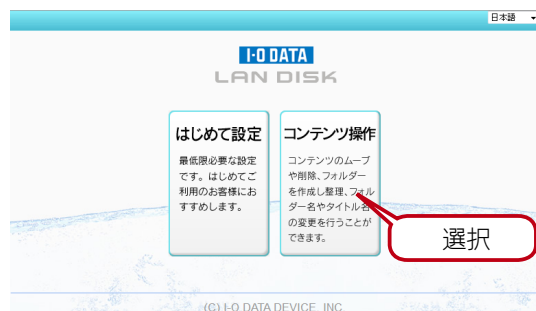 日本語
I-O DATA
LAN DISK
はじめて設定
最低限必要な設定
です。はじめてご
利用のお客様にお
すすめします。
コンテンツ操作
コンテンツのムーブ
や削除、フォルダー
を作成し整理、フォル
ダー名やタイトル名
の変更を行うことが
できます。
選択
(C) I-O DATA DEVICE, INC